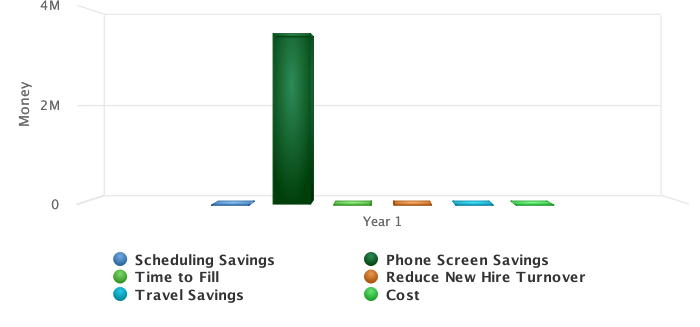 4M
Money
2M
0
Year 1
Scheduling Savings
Phone Screen Savings
Time to Fill
Reduce New Hire Turnover
Travel Savings
Cost